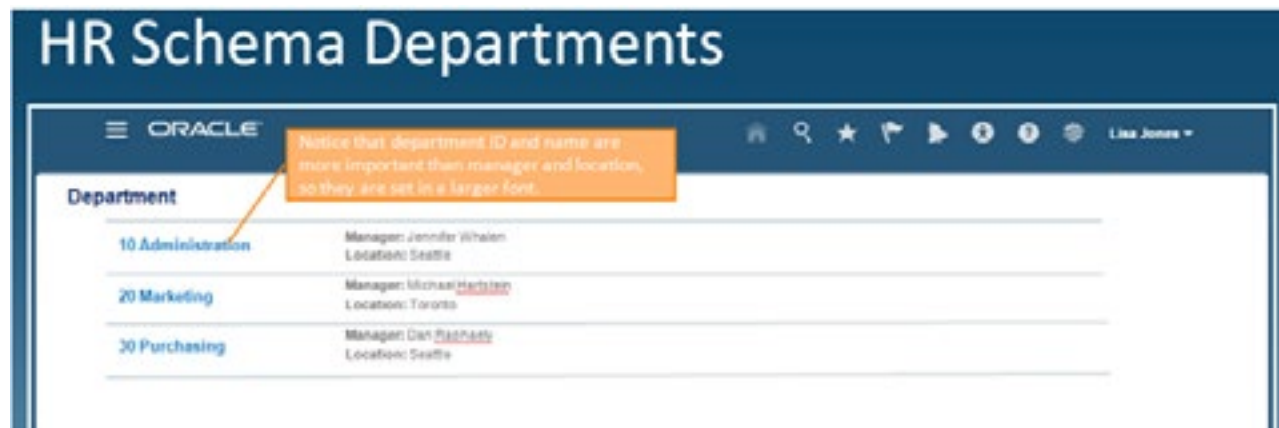 HR Schema Departments
ORACLE
Lisa Jones
Notice that department ID and name are
more important than manager and location,
so they are set in a larger font.
Department
10 Administration
Manager: Jennifer Whalen
Location: Seattle
20 Marketing
Manager: Michael Hartstein
Location: Toronto
30 Purchasing
Manager: Dan Raphaely
Location: Seattle